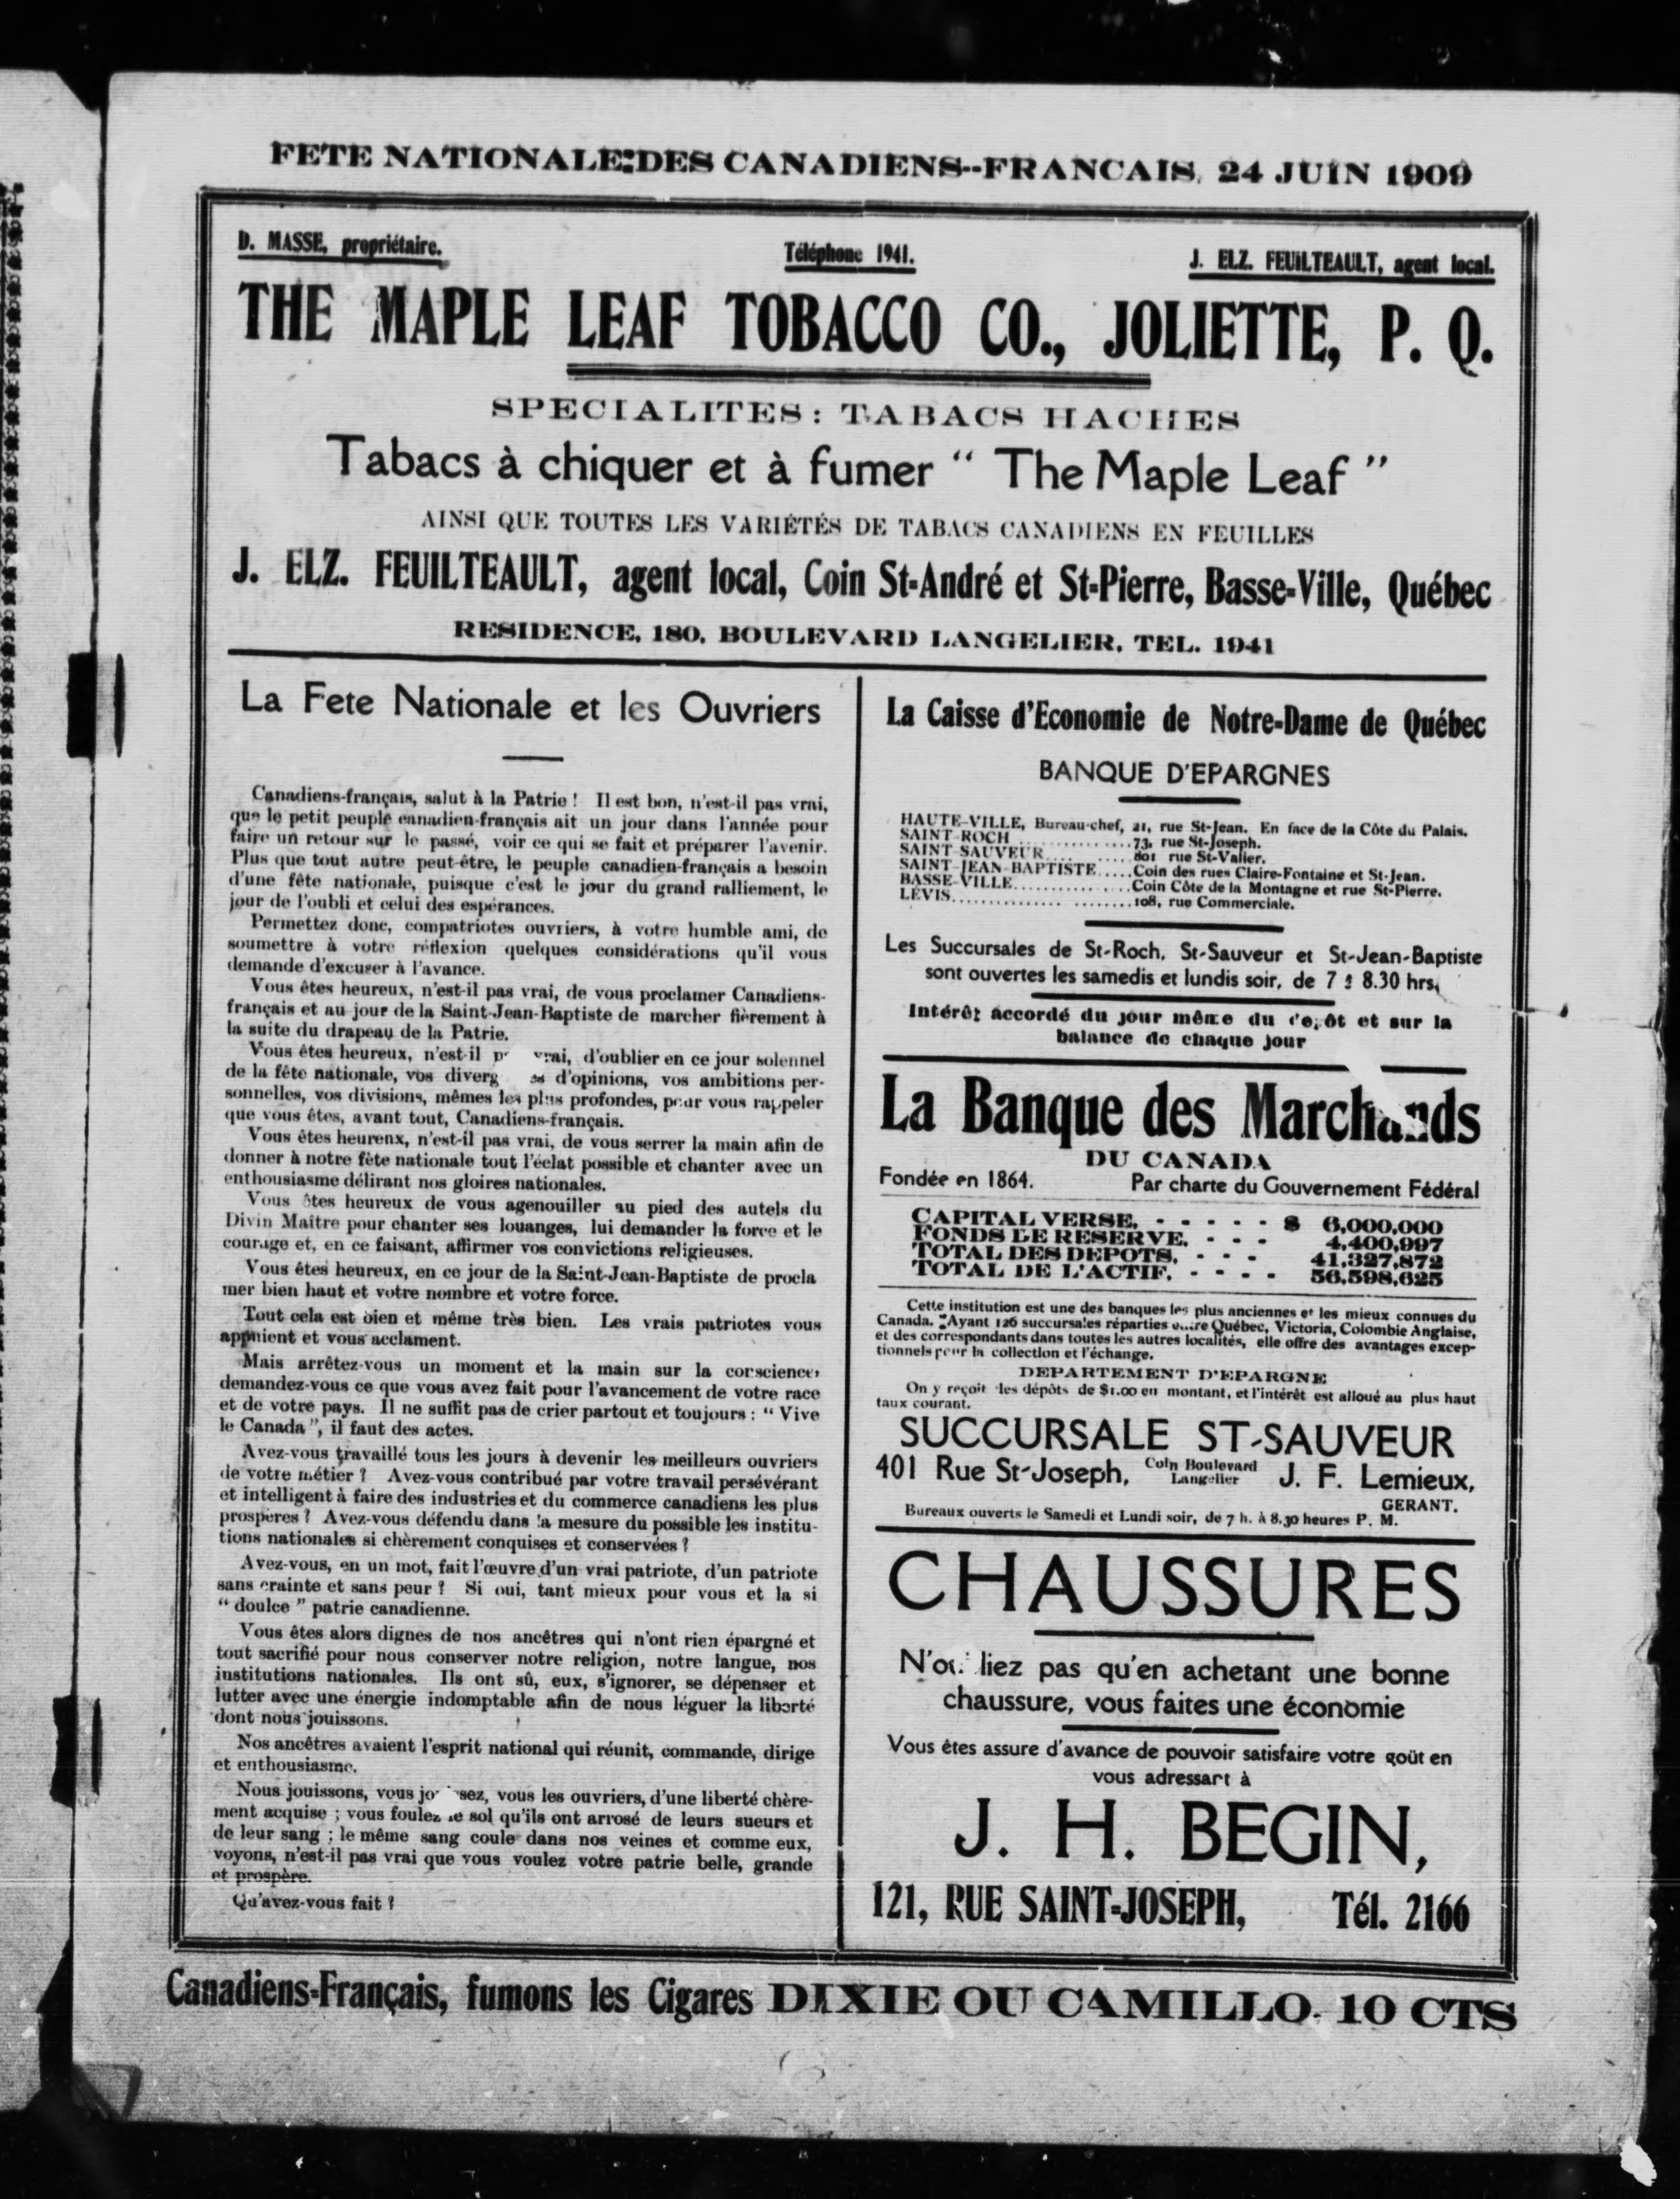 FETE NATIONALE DES CANADIENS--FRANCAIS, 24 JUIN 1909
D. MASSE, propriétaire.
Téléphone 1941.
J. ELZ. FEUILTEAULT, agent local.
THE MAPLE LEAF TOBACCO CO., JOLIETTE, P. Q.
SPECIALITES: TABACS HACHES
Tabacs à chiquer et à fumer “ The Maple Leaf ”
AINSI QUE TOUTES LES VARIÉTÉS DE TABACS CANADIENS EN FEUILLES
J. ELZ. FEUILTEAULT, agent local, Coin St-André et St-Pierre, Basse-Ville, Québec
RESIDENCE, 180, BOULEVARD LANGELIER, TEL. 1941
La Fete Nationale et les Ouvriers
Canadiens-français, salut à la Patrie ! Il est bon, n'est-il pas vrai,
que le petit peuple canadien-français ait un jour dans l'année pour
faire un retour sur le passé, voir ce qui se fait et préparer l'avenir.
Plus que tout autre peut-être, le peuple canadien-français a besoin
d'une fête nationale, puisque c'est le jour du grand ralliement, le
jour de l'oubli et celui des espérances.
Permettez donc, compatriotes ouvriers, à votre humble ami, de
soumettre à votre réflexion quelques considérations qu'il vous
demande d'excuser à l'avance.
Vous êtes heureux, n'est-il pas vrai, de vous proclamer Canadiens-
français et au jour de la Saint-Jean-Baptiste de marcher fièrement à
la suite du drapeau de la Patrie.
Vous êtes heureux, n'est-il vrai, d'oublier en ce jour solennel
de la fête nationale, vos d'opinions, vos ambitions per-
sonnelles, vos divisions, mêmes les plus profondes, pour vous rappeler
que vous êtes, avant tout, Canadiens-français.
Vous êtes heurenx, n'est-il pas vrai, de vous serrer la main afin de
donner à notre fête nationale tout l'éclat possible et chanter avec un
enthousiasme délirant nos gloires nationales.
Vous êtes heureux de vous agenouiller au pied des autels du
Divin Maître pour chanter ses louanges, lui demander la force et le
courage et, en ce faisant, affirmer vos convictions religieuses.
Vous êtes heureux, en ce jour de la Saint-Jean-Baptiste de procla
mer bien haut et votre nombre et votre force.
Tout cela est bien et même très bien. Les vrais patriotes vous
appuient et vous acclament.
Mais arrêtez-vous un moment et la main sur la conscience,
demandez-vous ce que vous avez fait pour l'avancement de votre race
et de votre pays. Il ne suffit pas de crier partout et toujours : “ Vive
le Canada ”, il faut des actes.
Avez-vous travaillé tous les jours à devenir les meilleurs ouvriers
de votre métier ? Avez-vous contribué par votre travail persévérant
et intelligent à faire des industries et du commerce canadiens les plus
prospères ? Avez-vous défendu dans la mesure du possible les institu-
tions nationales si chèrement conquises et conservées ?
Avez-vous, en un mot, fait l'œuvre d'un vrai patriote, d'un patriote
sans crainte et sans peur ? Si oui, tant mieux pour vous et la si
“ doulce ” patrie canadienne.
Vous êtes alors dignes de nos ancêtres qui n'ont rien épargné et
tout sacrifié pour nous conserver notre religion, notre langue, nos
institutions nationales. Ils ont sû, eux, s'ignorer, se dépenser et
lutter avec une énergie indomptable afin de nous léguer la liberté
dont nous jouissons.
Nos ancêtres avaient l'esprit national qui réunit, commande, dirige
et enthousiasme.
Nous jouissons, vous vous les ouvriers, d'une liberté chère-
ment acquise ; vous foulez le sol qu'ils ont arrosé de leurs sueurs et
de leur sang ; le même sang coule dans nos veines et comme eux,
voyons, n'est-il pas vrai que vous voulez votre patrie belle, grande
et prospère.
Qu'avez-vous fait ?
La Caisse d'Economie de Notre-Dame de Québec
BANQUE D'EPARGNES
HAUTE-VILLE, Bureau-chef, 21, rue St-Jean. En face de la Côte du Palais.
SAINT-ROCH ..............73, rue St-Joseph.
SAINT-SAUVEUR........801 rue St-Valier.
SAINT-JEAN-BAPTISTE.....Coin des rues Claire-Fontaine et St-Jean.
BASSE-VILLE..............Coin Côte de la Montagne et rue St-Pierre.
LÉVIS......................108, rue Commerciale.
Les Succursales de St-Roch, St-Sauveur et St-Jean-Baptiste
sont ouvertes les samedis et lundis soir, de 7 à 8.30 hrs.
Intérêt accordé du jour même du et sur la
balance de chaque jour
La Banque des Marchands
DU CANADA
Fondée en 1864. Par charte du Gouvernement Fédéral
CAPITAL VERSE, - - - - - $ 6,000,000
FONDS DE RESERVE, - - - 4,400,997
TOTAL DES DEPOTS, - - - 41,327,872
TOTAL DE L'ACTIF, - - - - 56,598,625
Cette institution est une des banques les plus anciennes et les mieux connues du
Canada. Ayant 126 succursales réparties Québec, Victoria, Colombie Anglaise,
et des correspondants dans toutes les autres localités, elle offre des avantages excep-
tionnels pour la collection et l'échange.
DEPARTEMENT D'EPARGNE
On y reçoit des dépôts de $1.00 en montant, et l'intérêt est alloué au plus haut
taux courant.
SUCCURSALE ST-SAUVEUR
401 Rue St-Joseph, Coin Boulevard Langelier J. F. Lemieux,
GERANT.
Bureaux ouverts le Samedi et Lundi soir, de 7 h. à 8.30 heures P. M.
CHAUSSURES
N'oubliez pas qu'en achetant une bonne
chaussure, vous faites une économie
Vous êtes assure d'avance de pouvoir satisfaire votre goût en
vous adressant à
J. H. BEGIN,
121, RUE SAINT-JOSEPH, Tél. 2166
Canadiens-Français, fumons les Cigares DIXIE OU CAMILLO. 10 CTS